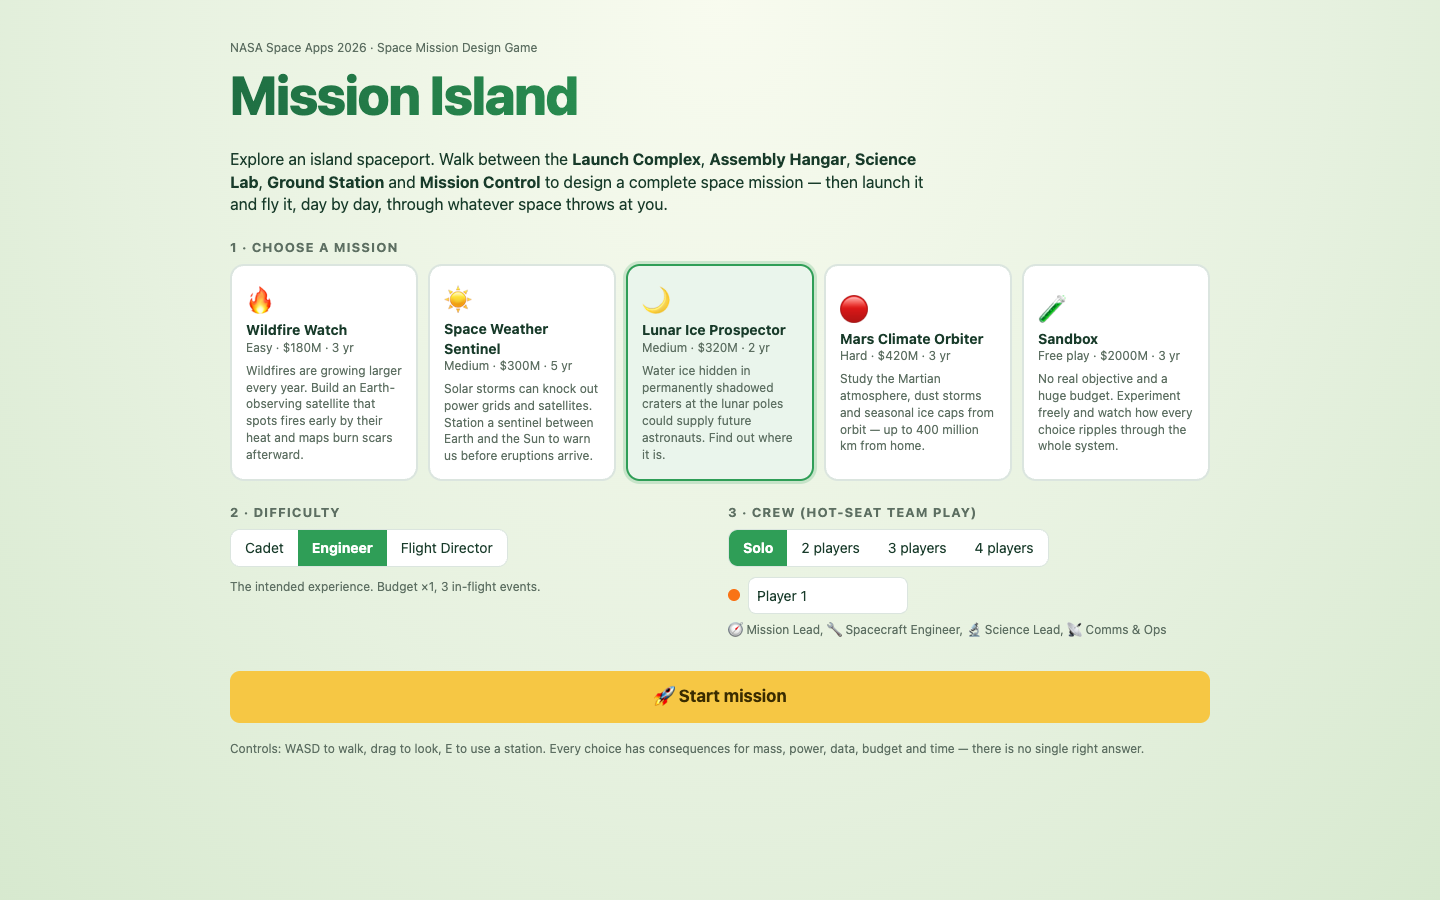 NASA Space Apps 2026 · Space Mission Design Game
Mission Island
Explore an island spaceport. Walk between the Launch Complex, Assembly Hangar, Science
Lab, Ground Station and Mission Control to design a complete space mission — then launch it
and fly it, day by day, through whatever space throws at you.
1 · CHOOSE A MISSION
Wildfire Watch
Easy · $180M · 3 yr
Wildfires are growing larger
every year. Build an Earth-
observing satellite that
spots fires early by their
heat and maps burn scars
afterward.
Space Weather
Sentinel
Medium · $300M · 5 yr
Solar storms can knock out
power grids and satellites.
Station a sentinel between
Earth and the Sun to warn
us before eruptions arrive.
Lunar Ice Prospector
Medium · $320M · 2 yr
Water ice hidden in
permanently shadowed
craters at the lunar poles
could supply future
astronauts. Find out where
it is.
Mars Climate Orbiter
Hard · $420M · 3 yr
Study the Martian
atmosphere, dust storms
and seasonal ice caps from
orbit — up to 400 million
km from home.
Sandbox
Free play · $2000M · 3 yr
No real objective and a
huge budget. Experiment
freely and watch how every
choice ripples through the
whole system.
2 · DIFFICULTY
Cadet Engineer Flight Director
The intended experience. Budget ×1, 3 in-flight events.
3 · CREW (HOT-SEAT TEAM PLAY)
Solo 2 players 3 players 4 players
Player 1
Mission Lead, Spacecraft Engineer, Science Lead, Comms & Ops
Start mission
Controls: WASD to walk, drag to look, E to use a station. Every choice has consequences for mass, power, data, budget and time — there is no single right answer.